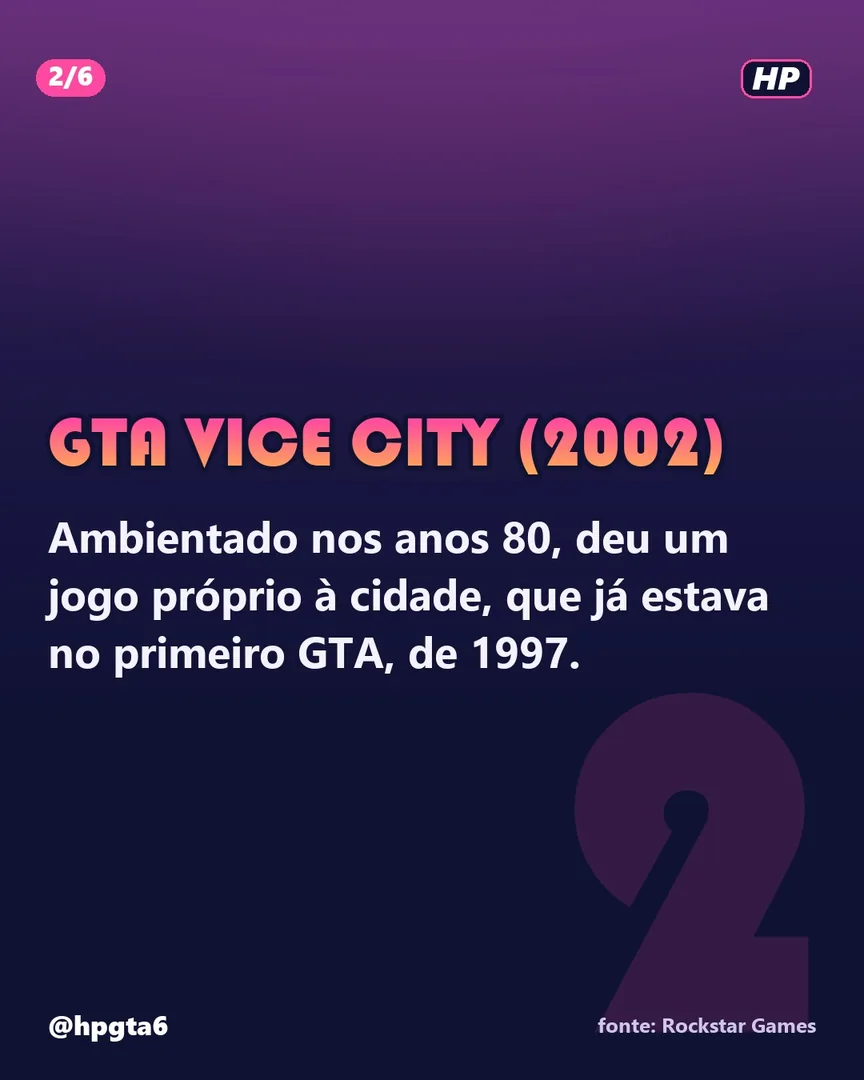 2/6
HP
GTA VICE CITY (2002)
Ambientado nos anos 80, deu um
jogo próprio à cidade, que já estava
no primeiro GTA, de 1997.
2
@hpgta6
fonte: Rockstar Games